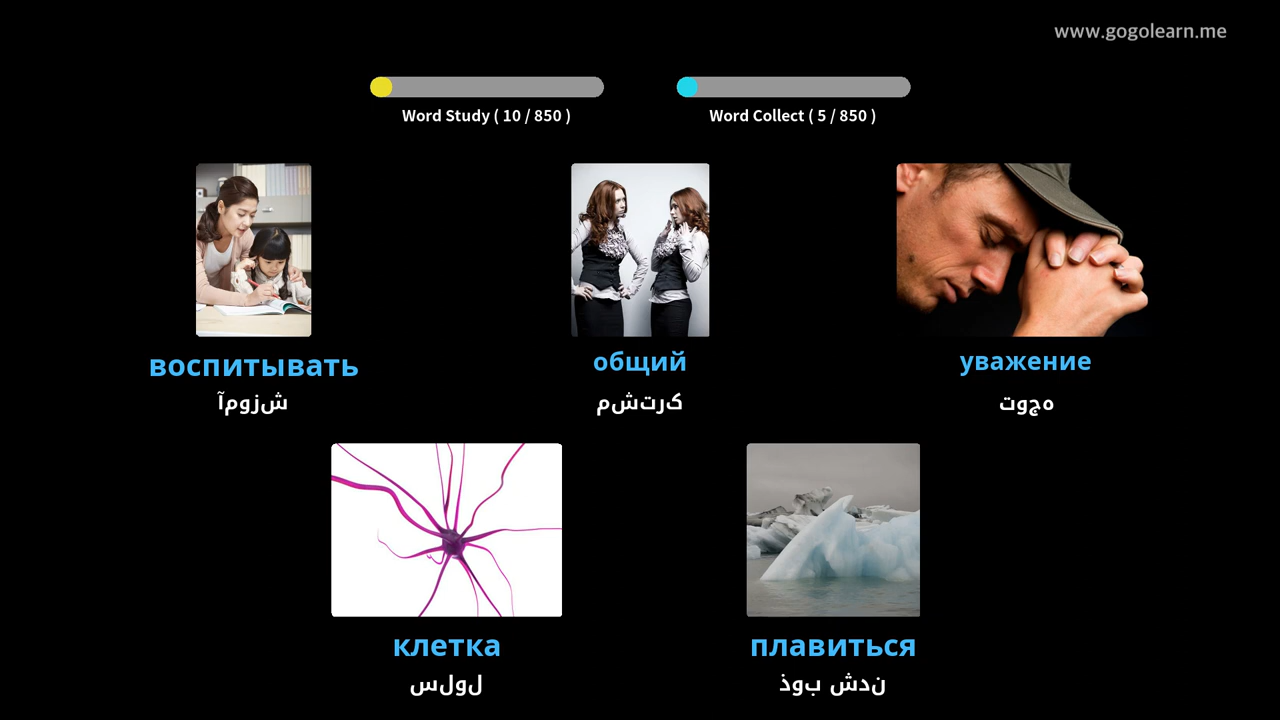 www.gogolearn.me
Word Study ( 10 / 850 )
Word Collect ( 5 / 850 )
воспитывать
общий
уважение
آموزش
مشترک
توجه
клетка
плавиться
سلول
ذوب شدن